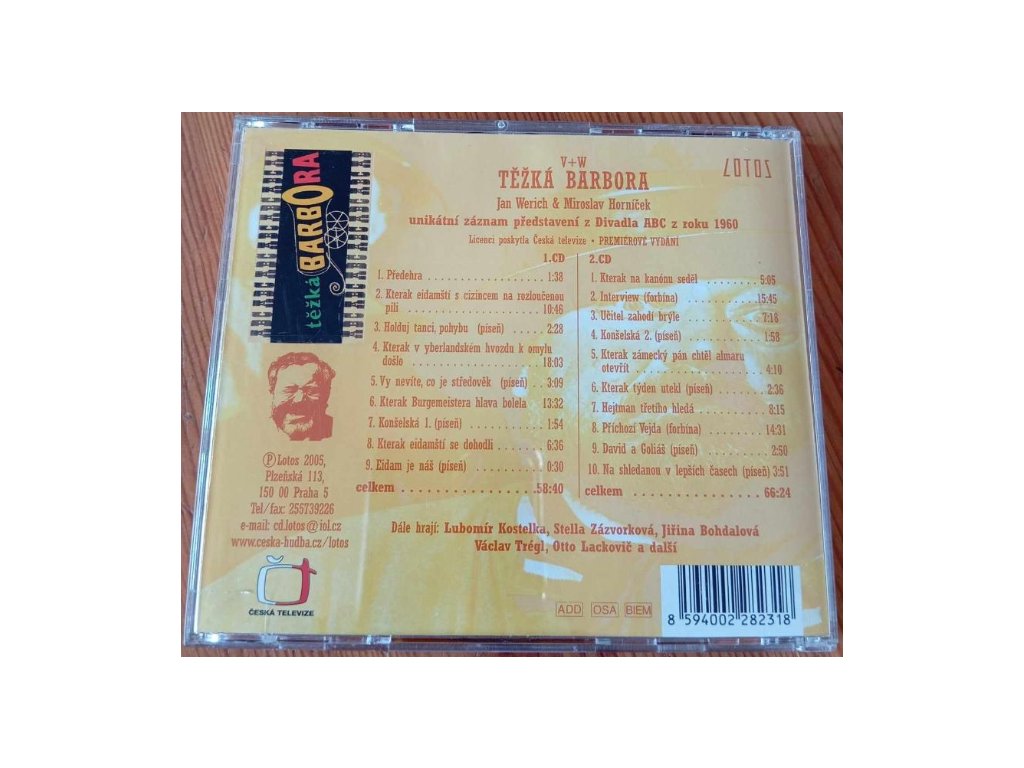 těžká BARBORA
V+W
TĚŽKÁ BARBORA
Jan Werich & Miroslav Horníček
unikátní záznam představení z Divadla ABC z roku 1960
Licenci poskytla Česká televize • PREMIÉROVÉ VYDÁNÍ
LOTOS
1.CD
1. Předehra 1:38
2. Kterak eidamští s cizincem na rozloučenou
pili 10:46
3. Holduj tanci, pohybu (píseň) 2:28
4. Kterak v yberlandském hvozdu k omylu
došlo 18:03
5. Vy nevíte, co je středověk (píseň) 3:09
6. Kterak Burgemeistera hlava bolela 13:32
7. Konšelská 1. (píseň) 1:54
8. Kterak eidamští se dohodli 6:36
9. Eidam je náš (píseň) 0:30
celkem 58:40
2.CD
1. Kterak na kanónu seděl 5:05
2. Interview (forbína) 15:45
3. Učitel zahodí brýle 7:18
4. Konšelská 2. (píseň) 1:58
5. Kterak zámecký pán chtěl almaru
otevřít 4:10
6. Kterak týden utekl (píseň) 2:36
7. Hejtman třetího hledá 8:15
8. Příchozí Vejda (forbína) 14:31
9. David a Goliáš (píseň) 2:50
10. Na shledanou v lepších časech (píseň) 3:51
celkem 66:24
Ⓟ Lotos 2005,
Plzeňská 113,
150 00 Praha 5
Tel/fax: 255739226
e-mail: cd.lotos@iol.cz
www.ceska-hudba.cz/lotos
ČESKÁ TELEVIZE
Dále hrají: Lubomír Kostelka, Stella Zázvorková, Jiřina Bohdalová
Václav Trégl, Otto Lackovič a další
ADD OSA BIEM
8 594002 282318